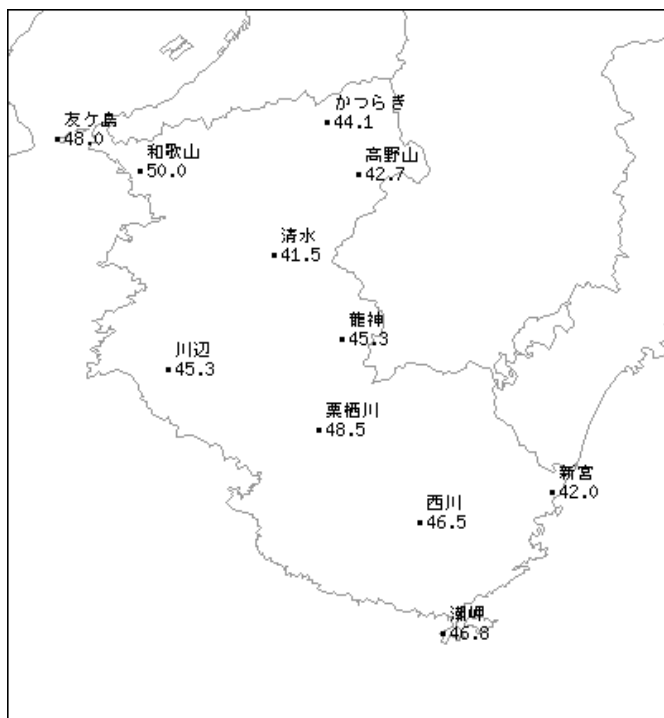 かつらぎ
44.1
友ケ島
48.0
和歌山
50.0
高野山
42.7
清水
41.5
龍神
45.3
川辺
45.3
栗栖川
48.5
新宮
42.0
西川
46.5
潮岬
46.8